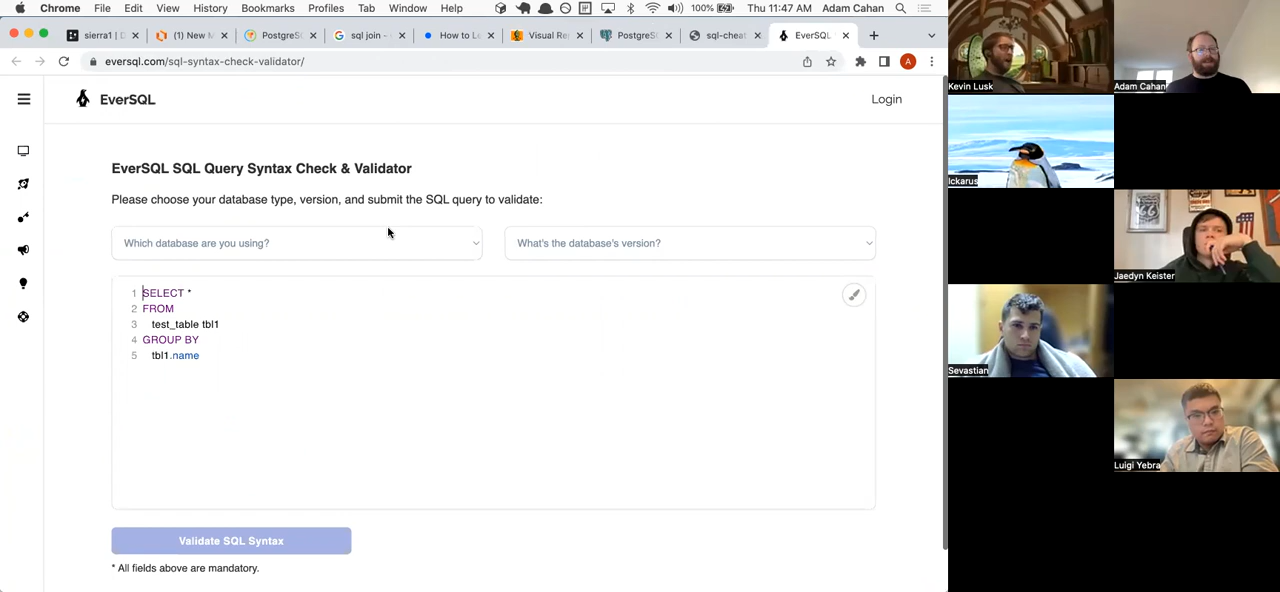 Chrome File Edit View History Bookmarks Profiles Tab Window Help 100% Thu 11:47 AM Adam Cahan
sierra1 | D (1) New M PostgreS sql join - How to Le Visual Re PostgreS sql-cheat EverSQL
eversql.com/sql-syntax-check-validator/ A
EverSQL Login
EverSQL SQL Query Syntax Check & Validator
Please choose your database type, version, and submit the SQL query to validate:
Which database are you using? What's the database's version?
1 SELECT *
2 FROM
3 test_table tbl1
4 GROUP BY
5 tbl1.name
Validate SQL Syntax
* All fields above are mandatory.
Kevin Lusk Adam Cahan
Ickarus
Jaedyn Keister
Sevastian
Luigi Yebra